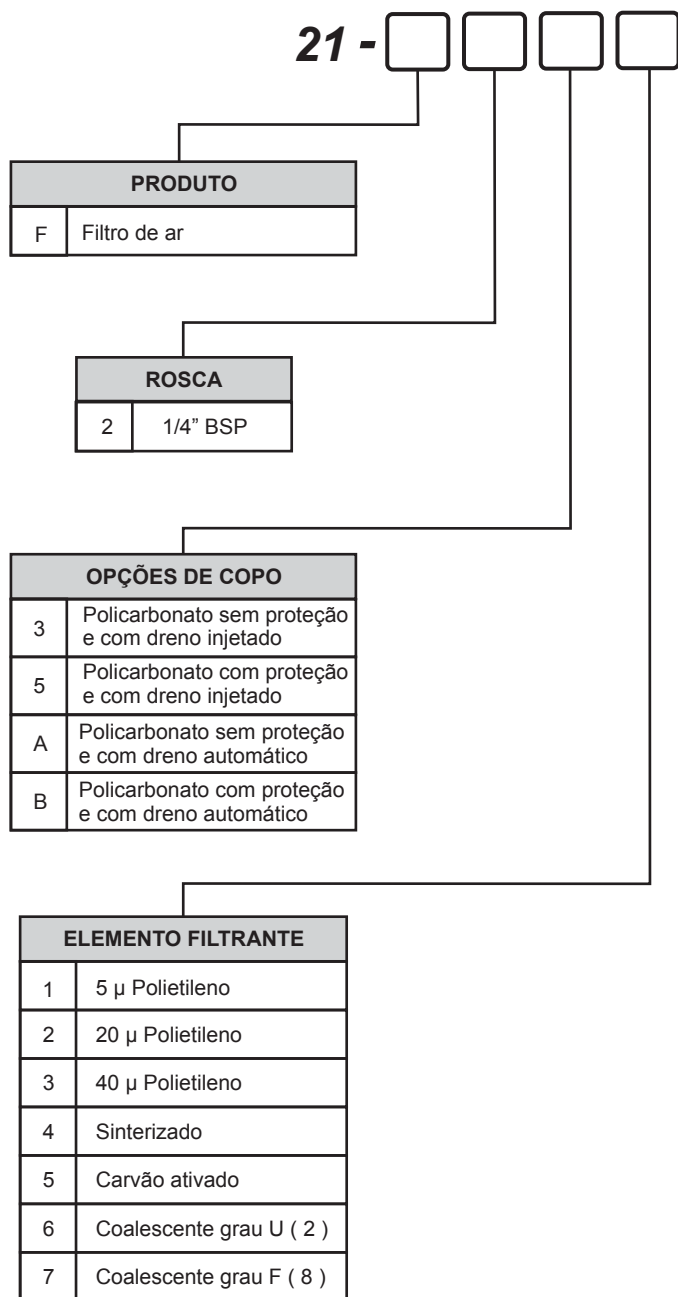 21 -
PRODUTO
F Filtro de ar
ROSCA
2 1/4” BSP
OPÇÕES DE COPO
3 Policarbonato sem proteção
e com dreno injetado
5 Policarbonato com proteção
e com dreno injetado
A Policarbonato sem proteção
e com dreno automático
B Policarbonato com proteção
e com dreno automático
ELEMENTO FILTRANTE
1 5 µ Polietileno
2 20 µ Polietileno
3 40 µ Polietileno
4 Sinterizado
5 Carvão ativado
6 Coalescente grau U ( 2 )
7 Coalescente grau F ( 8 )